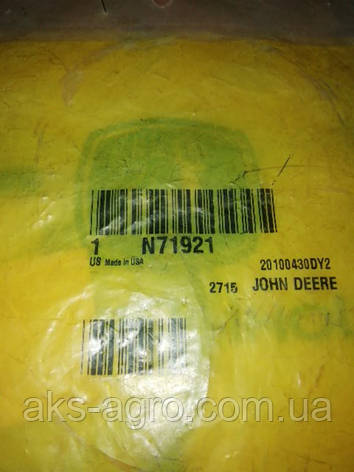 1 N71921
US Made in USA
20100430DY2
2715 JOHN DEERE
aks-agro.com.ua